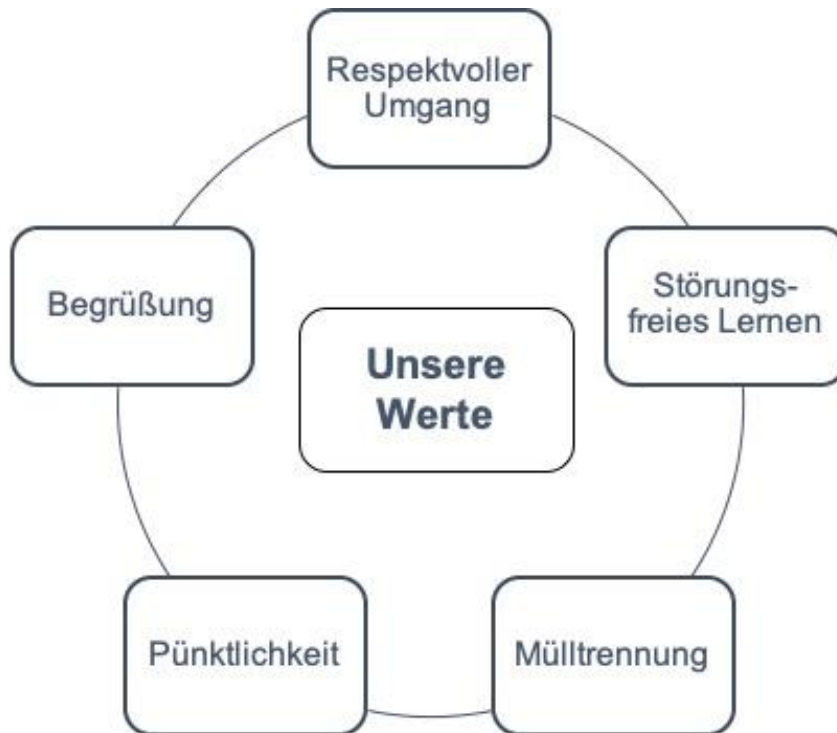 Respektvoller
Umgang
Begrüßung
Störungs-
freies Lernen
Unsere
Werte
Pünktlichkeit
Mülltrennung